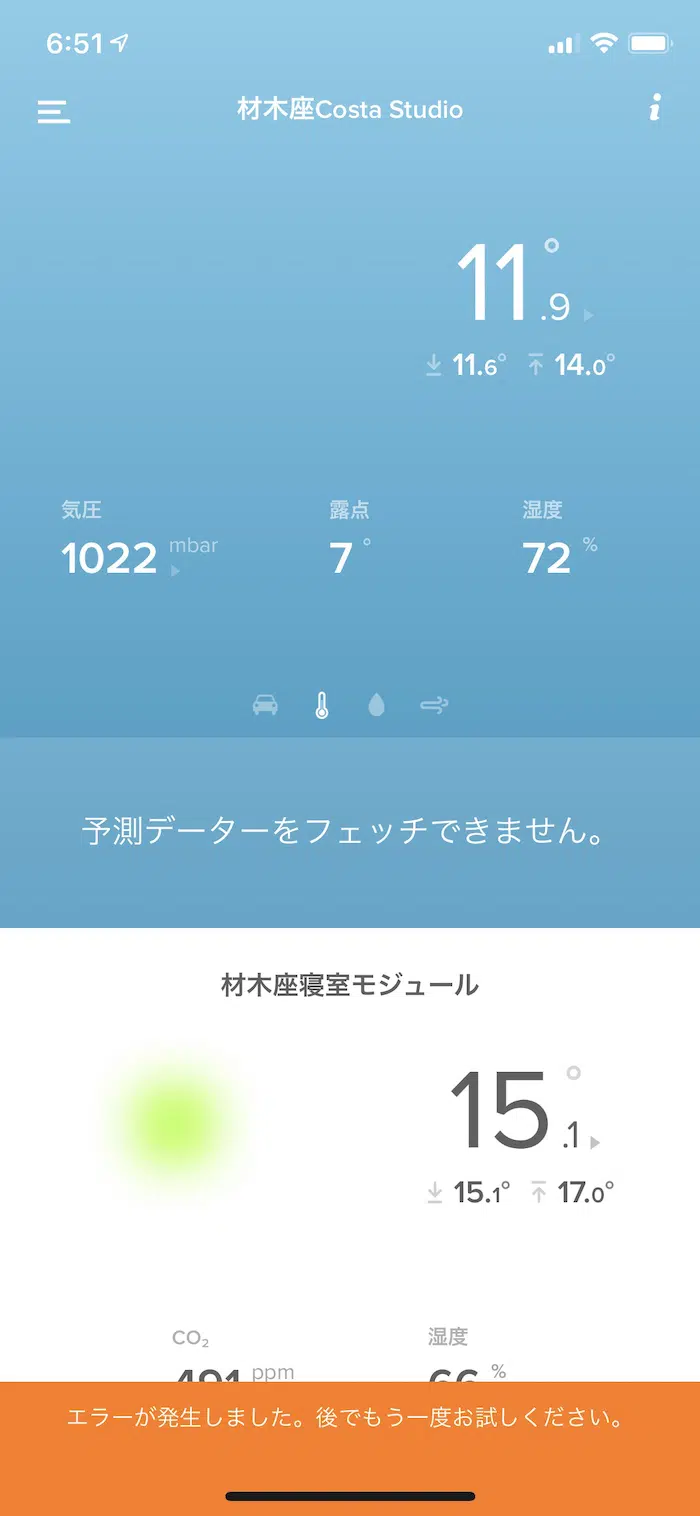 6:51
材木座Costa Studio
11.9°
11.6° 14.0°
気圧 露点 湿度
1022 mbar 7° 72%
予測データーをフェッチできません。
材木座寝室モジュール
15.1°
15.1° 17.0°
CO₂ 湿度
491 ppm 66 %
エラーが発生しました。後でもう一度お試しください。